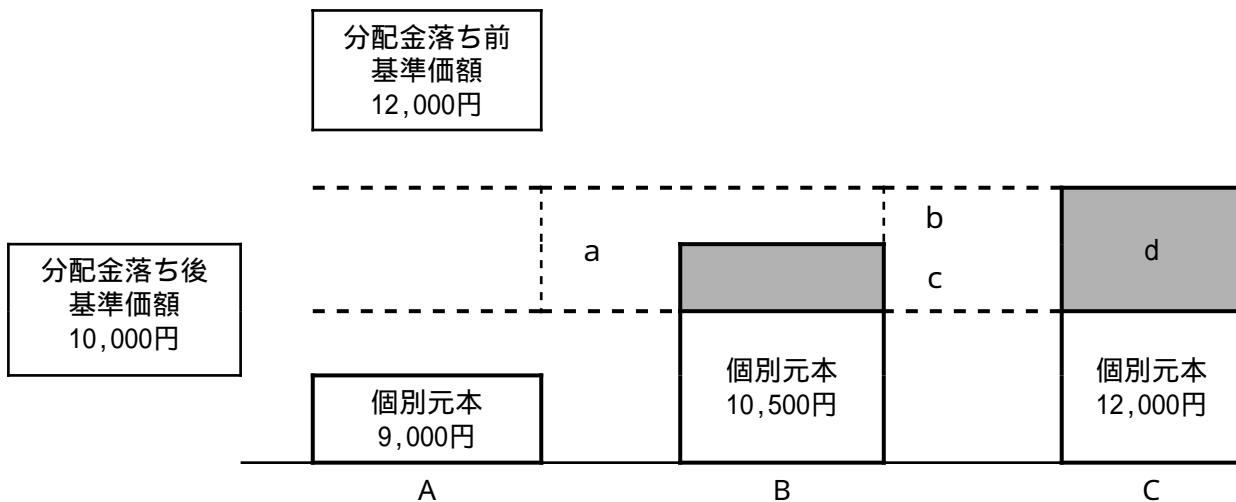 分配金落ち前
基準価額
12,000円
a
b
c
d
分配金落ち後
基準価額
10,000円
個別元本
9,000円
個別元本
10,500円
個別元本
12,000円
A
B
C